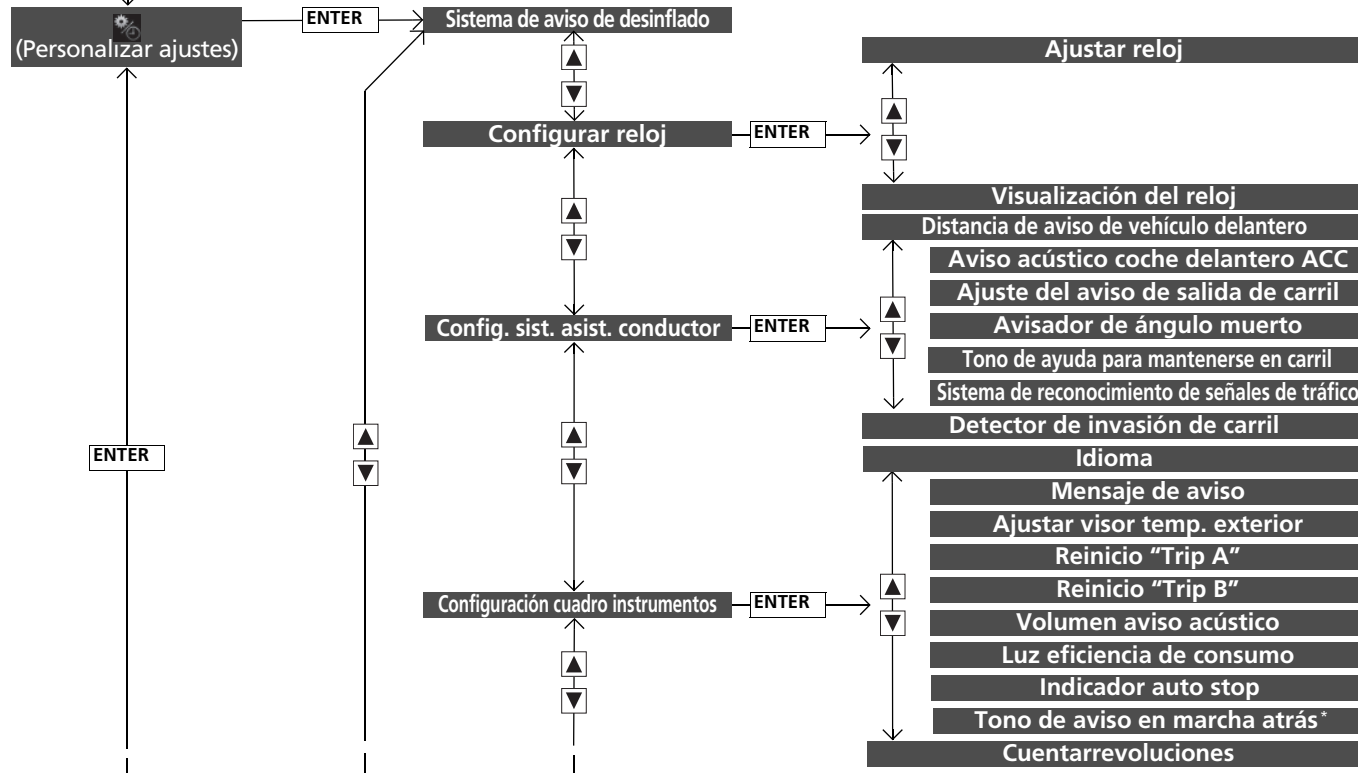 (Personalizar ajustes)
ENTER
Sistema de aviso de desinflado
▲
▼
Configurar reloj
ENTER
Ajustar reloj
▲
▼
Visualización del reloj
▲
▼
Config. sist. asist. conductor
ENTER
Distancia de aviso de vehículo delantero
Aviso acústico coche delantero ACC
Ajuste del aviso de salida de carril
Avisador de ángulo muerto
Tono de ayuda para mantenerse en carril
Sistema de reconocimiento de señales de tráfico
Detector de invasión de carril
▲
▼
ENTER
▲
▼
▲
▼
Configuración cuadro instrumentos
ENTER
Idioma
Mensaje de aviso
Ajustar visor temp. exterior
Reinicio “Trip A”
Reinicio “Trip B”
Volumen aviso acústico
Luz eficiencia de consumo
Indicador auto stop
Tono de aviso en marcha atrás*
Cuentarrevoluciones
▲
▼
▲
▼